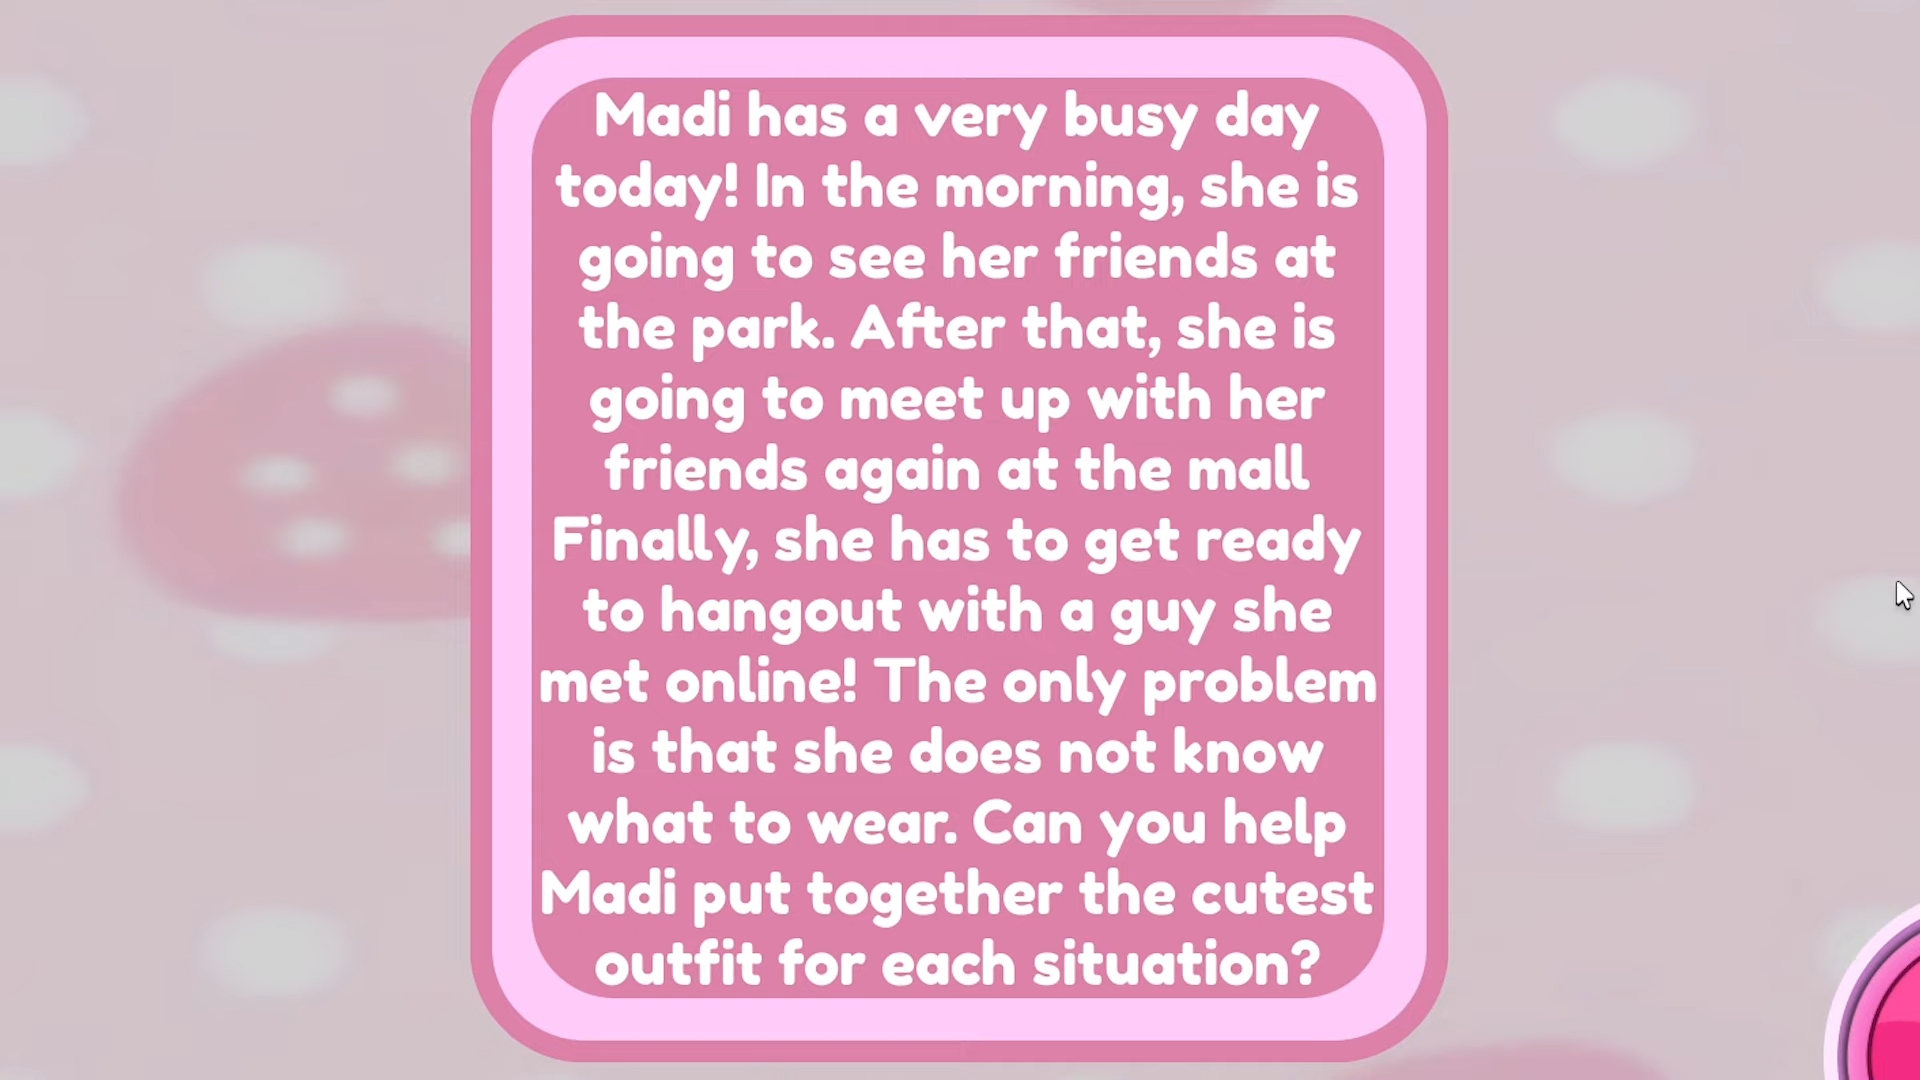 Madi has a very busy day
today! In the morning, she is
going to see her friends at
the park. After that, she is
going to meet up with her
friends again at the mall
Finally, she has to get ready
to hangout with a guy she
met online! The only problem
is that she does not know
what to wear. Can you help
Madi put together the cutest
outfit for each situation?